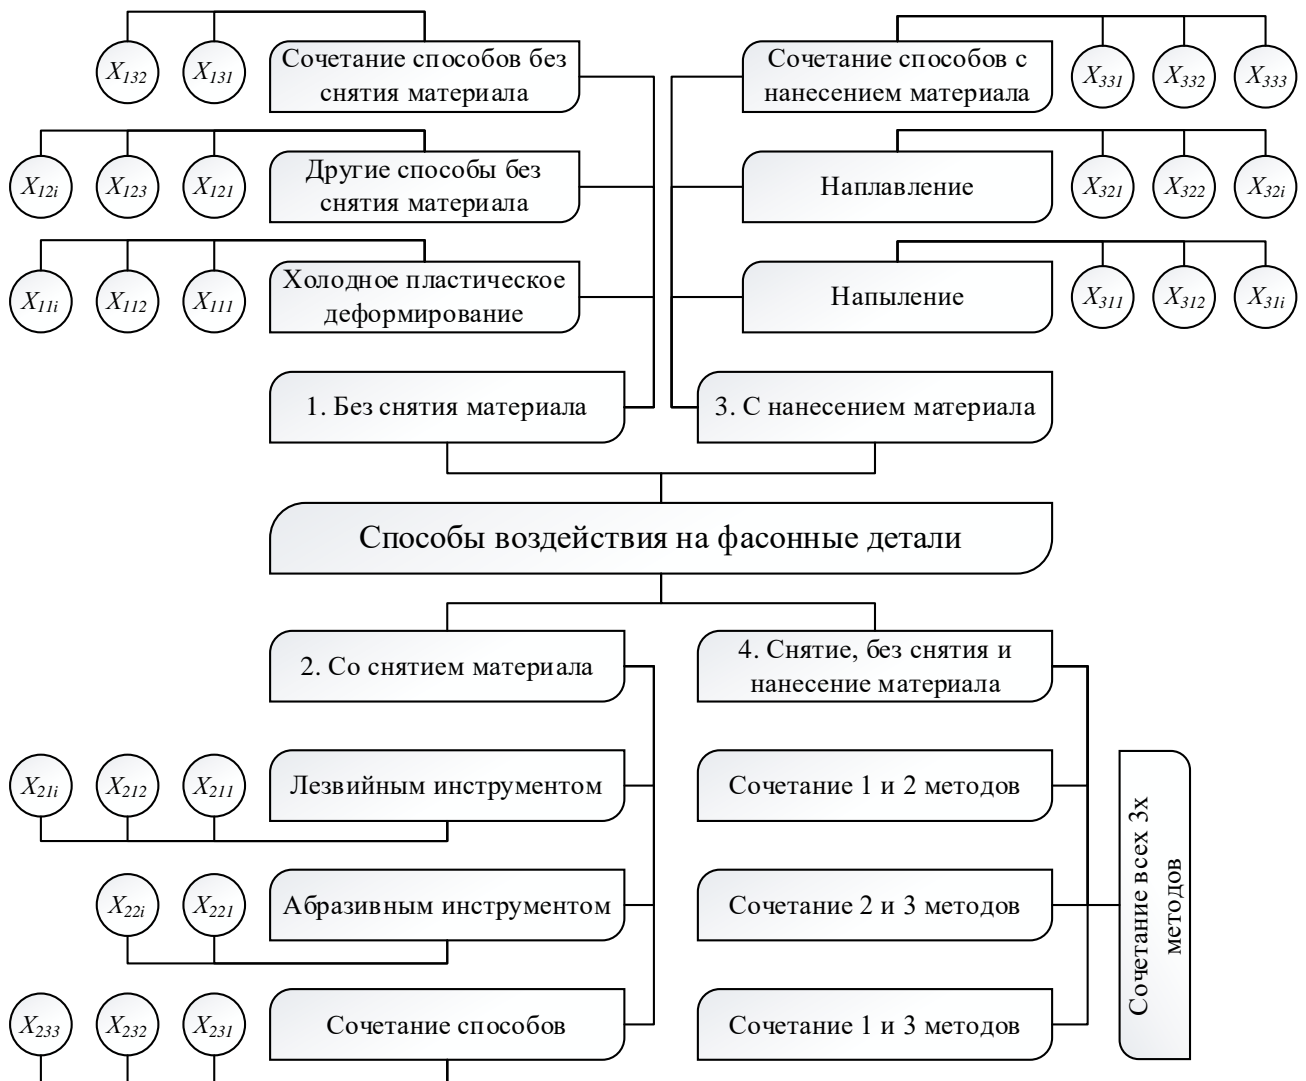 X132
X131
Сочетание способов без
снятия материала
Сочетание способов с
нанесением материала
X331
X332
X333
X12i
X123
X121
Другие способы без
снятия материала
Наплавление
X321
X322
X32i
X11i
X112
X111
Холодное пластическое
деформирование
Напыление
X311
X312
X31i
1. Без снятия материала
3. С нанесением материала
Способы воздействия на фасонные детали
2. Со снятием материала
4. Снятие, без снятия и
нанесение материала
X21i
X212
X211
Лезвийным инструментом
Сочетание 1 и 2 методов
X22i
X221
Абразивным инструментом
Сочетание 2 и 3 методов
X233
X232
X231
Сочетание способов
Сочетание 1 и 3 методов
Сочетание всех 3х
методов